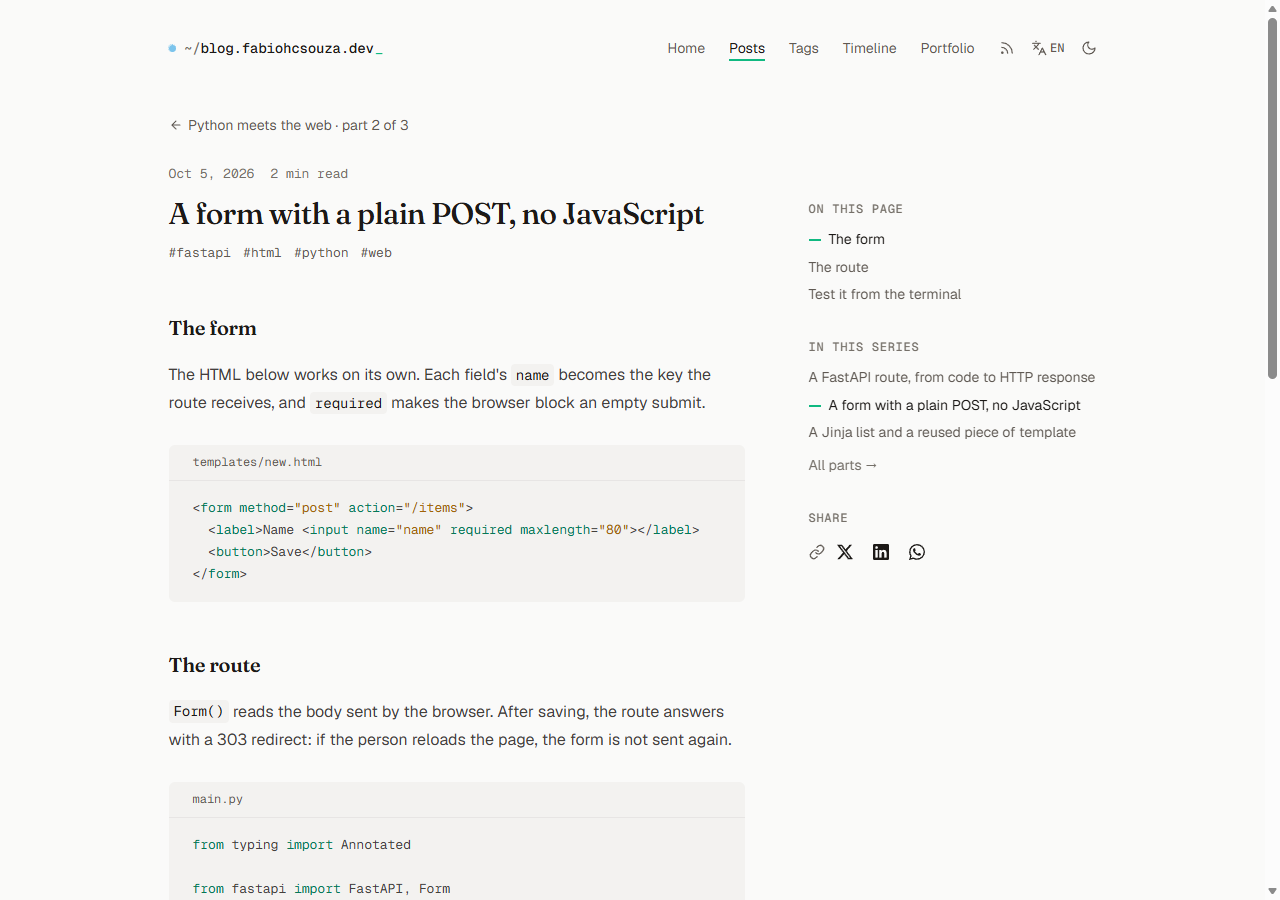 ~/blog.fabiohcsouza.dev_
Home Posts Tags Timeline Portfolio EN
← Python meets the web · part 2 of 3
Oct 5, 2026 2 min read
A form with a plain POST, no JavaScript
#fastapi #html #python #web
The form
The HTML below works on its own. Each field's name becomes the key the
route receives, and required makes the browser block an empty submit.
templates/new.html
<form method="post" action="/items">
  <label>Name <input name="name" required maxlength="80"></label>
  <button>Save</button>
</form>
The route
Form() reads the body sent by the browser. After saving, the route answers
with a 303 redirect: if the person reloads the page, the form is not sent again.
main.py
from typing import Annotated
from fastapi import FastAPI, Form
ON THIS PAGE
The form
The route
Test it from the terminal
IN THIS SERIES
A FastAPI route, from code to HTTP response
A form with a plain POST, no JavaScript
A Jinja list and a reused piece of template
All parts →
SHARE